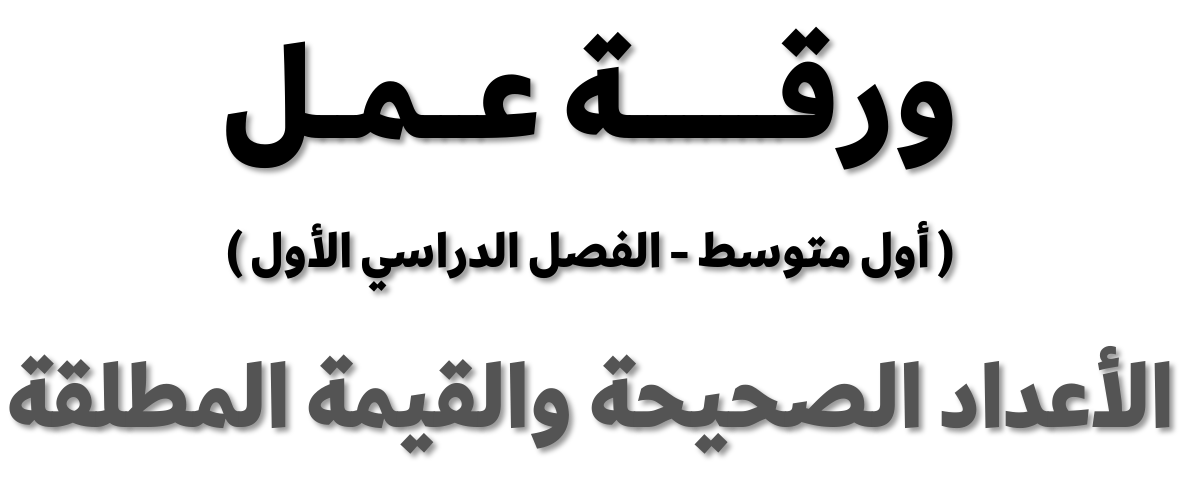 ورقـــة عـمـل
( أول متوسط - الفصل الدراسي الأول )
الأعداد الصحيحة والقيمة المطلقة